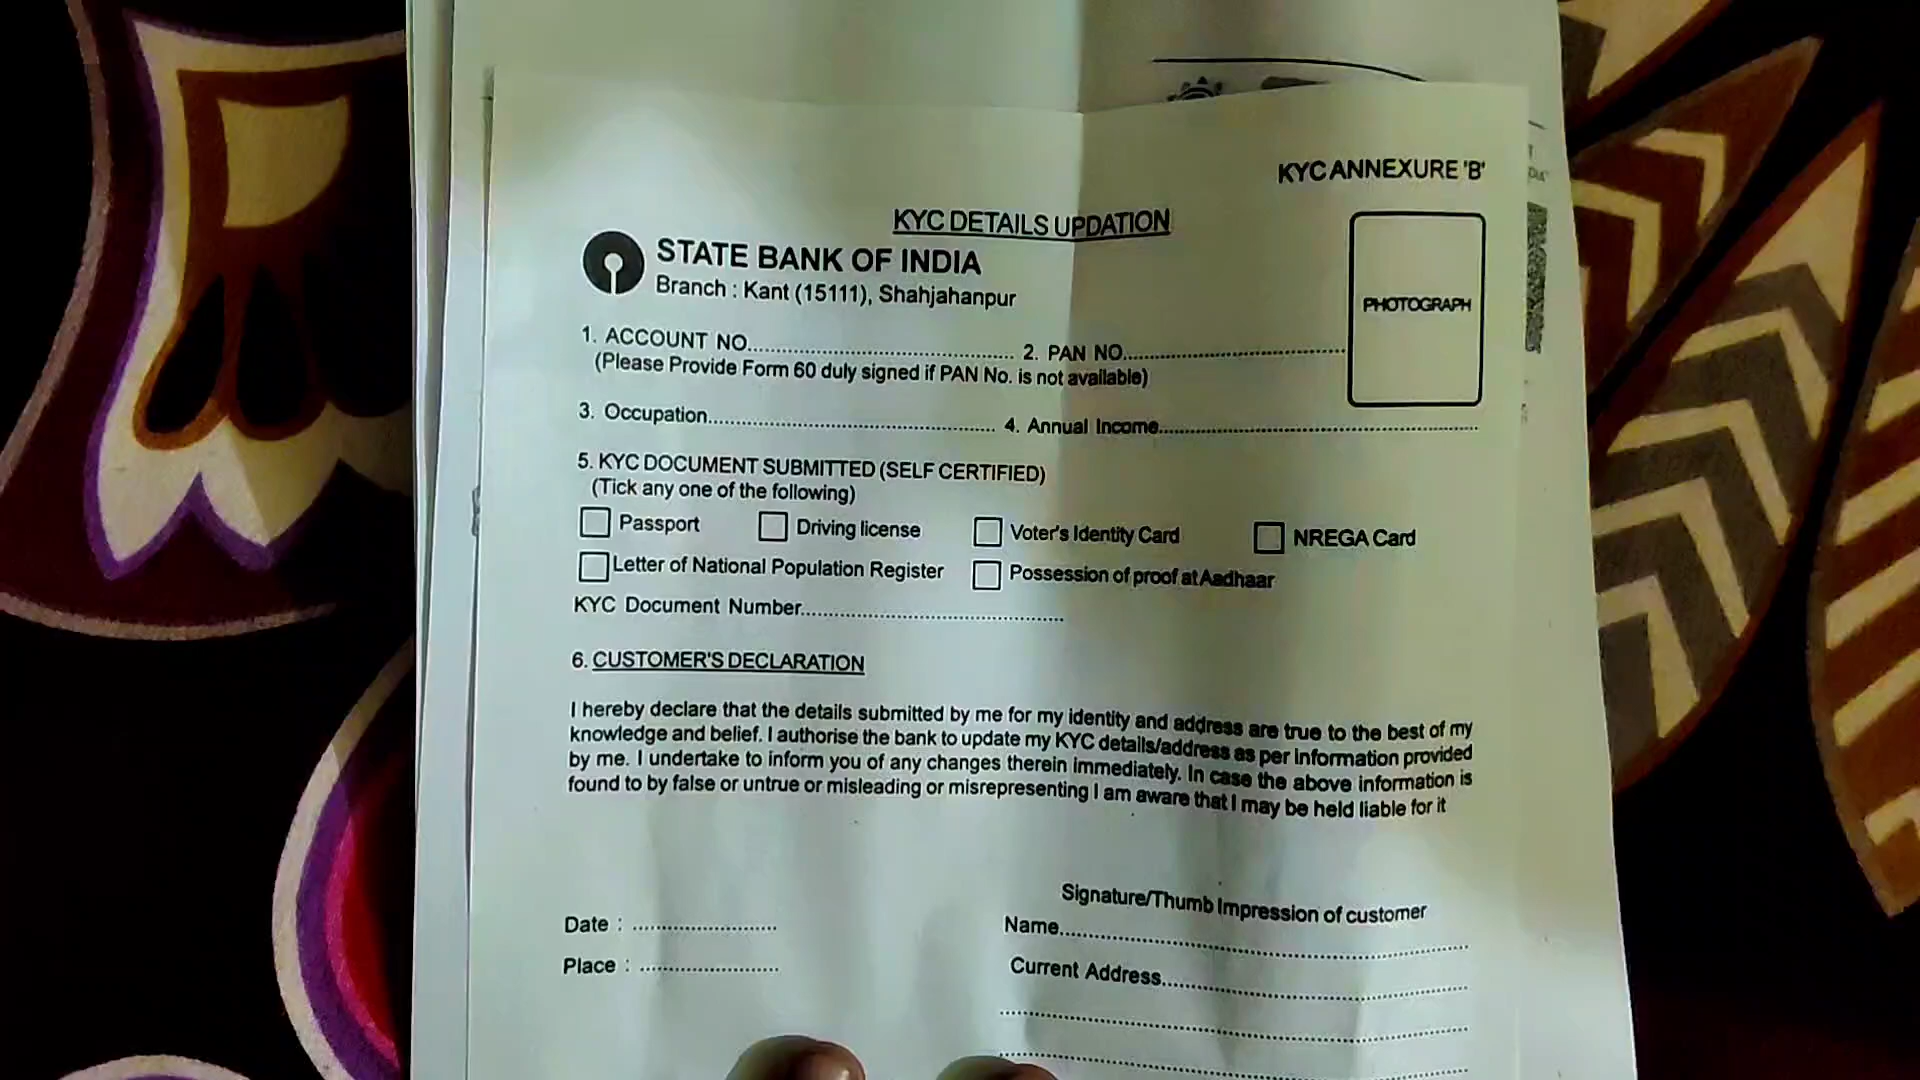 KYC ANNEXURE 'B'
KYC DETAILS UPDATION
STATE BANK OF INDIA
Branch : Kant (15111), Shahjahanpur
PHOTOGRAPH
1. ACCOUNT NO............................................ 2. PAN NO....................................
(Please Provide Form 60 duly signed if PAN No. is not available)
3. Occupation................................................ 4. Annual Income......................................................
5. KYC DOCUMENT SUBMITTED (SELF CERTIFIED)
(Tick any one of the following)
Passport Driving license Voter's Identity Card NREGA Card
Letter of National Population Register Possession of proof at Aadhaar
KYC Document Number............................................
6. CUSTOMER'S DECLARATION
I hereby declare that the details submitted by me for my identity and address are true to the best of my
knowledge and belief. I authorise the bank to update my KYC details/address as per information provided
by me. I undertake to inform you of any changes therein immediately. In case the above information is
found to by false or untrue or misleading or misrepresenting I am aware that I may be held liable for it
Signature/Thumb Impression of customer
Date : ........................
Name....................................................................
Place : .......................
Current Address...................................................